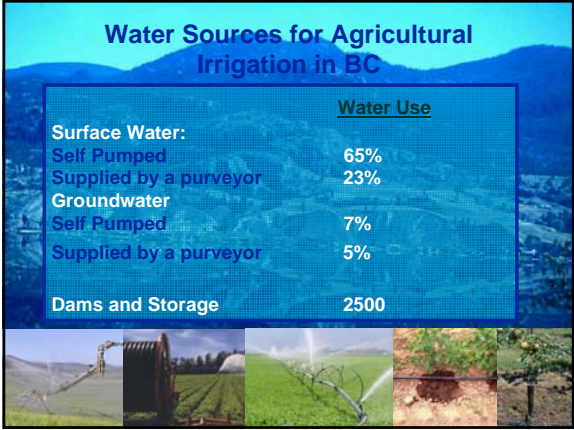 Water Sources for Agricultural
Irrigation in BC
Water Use
Surface Water:
Self Pumped 65%
Supplied by a purveyor 23%
Groundwater
Self Pumped 7%
Supplied by a purveyor 5%
Dams and Storage 2500